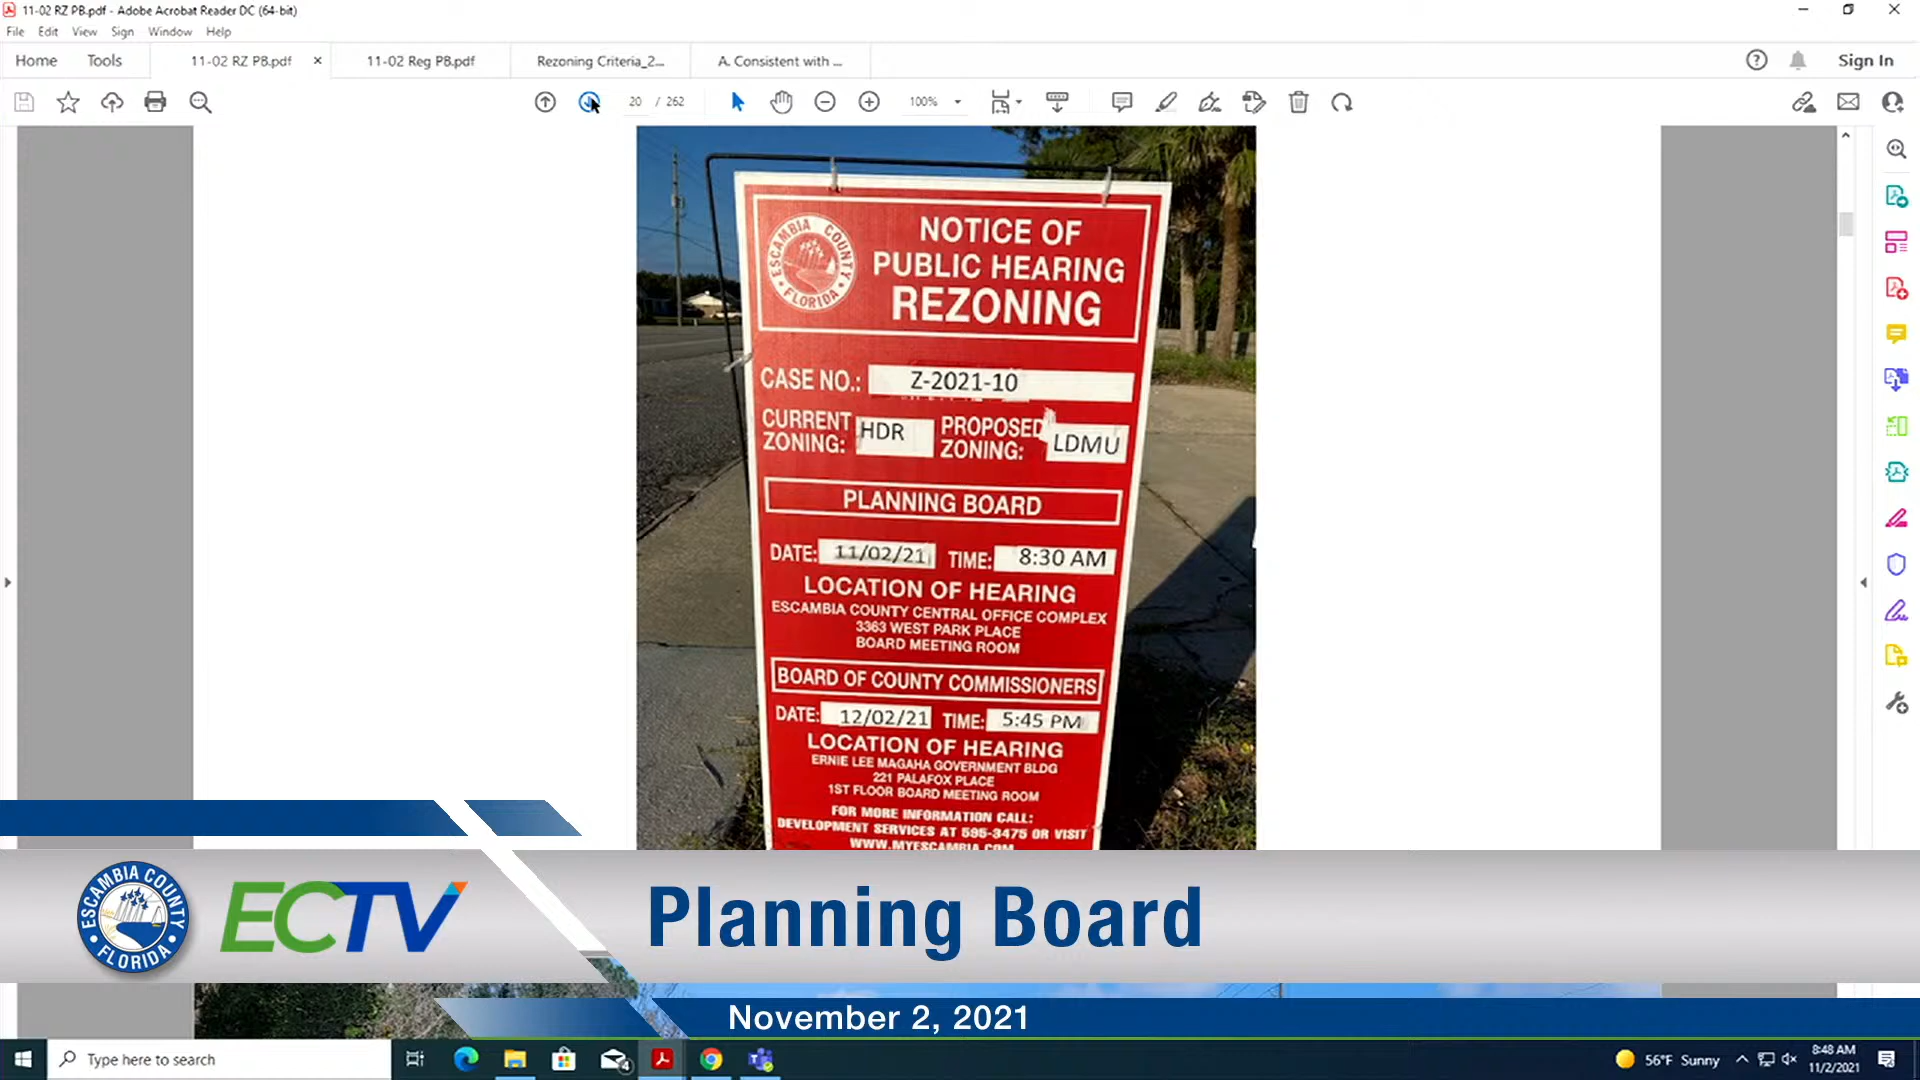 11-02 RZ PB.pdf - Adobe Acrobat Reader DC (64-bit)
File Edit View Sign Window Help
Home Tools 11-02 RZ PB.pdf × 11-02 Reg PB.pdf Rezoning Criteria_2... A. Consistent with ... Sign In
20 / 262 100%
NOTICE OF
PUBLIC HEARING
REZONING
ESCAMBIA COUNTY
FLORIDA
CASE NO.: Z-2021-10
CURRENT ZONING: HDR PROPOSED ZONING: LDMU
PLANNING BOARD
DATE: 11/02/21 TIME: 8:30 AM
LOCATION OF HEARING
ESCAMBIA COUNTY CENTRAL OFFICE COMPLEX
3363 WEST PARK PLACE
BOARD MEETING ROOM
BOARD OF COUNTY COMMISSIONERS
DATE: 12/02/21 TIME: 5:45 PM
LOCATION OF HEARING
ERNIE LEE MAGAHA GOVERNMENT BLDG
221 PALAFOX PLACE
1ST FLOOR BOARD MEETING ROOM
FOR MORE INFORMATION CALL:
DEVELOPMENT SERVICES AT 595-3475 OR VISIT
WWW.MYESCAMBIA.COM
ESCAMBIA COUNTY
FLORIDA
ECTV
Planning Board
November 2, 2021
Type here to search
4
56°F Sunny
8:48 AM
11/2/2021